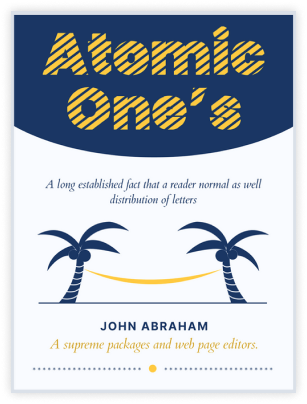 Atomic
One's
A long established fact that a reader normal as well
distribution of letters
JOHN ABRAHAM
A supreme packages and web page editors.